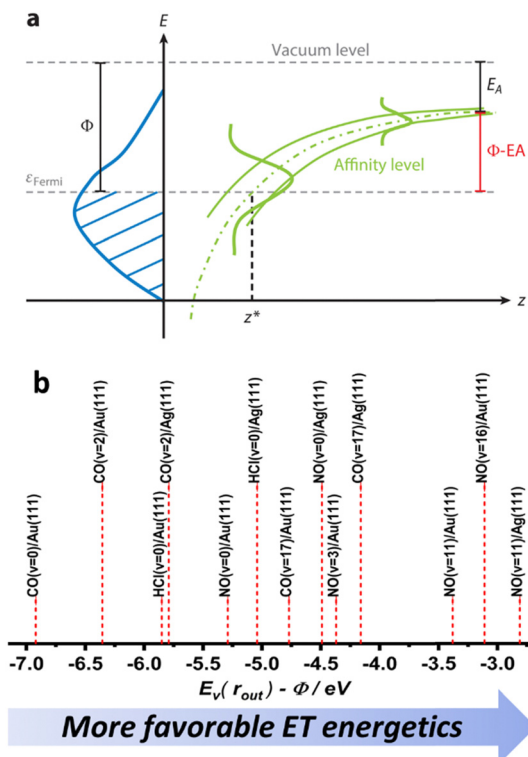 a
E
Vacuum level
E_A
Φ
Φ-EA
Affinity level
ε_Fermi
z
z*
b
CO(v=0)/Au(111)
CO(v=2)/Au(111)
HCl(v=0)/Au(111)
CO(v=2)/Ag(111)
NO(v=0)/Au(111)
HCl(v=0)/Ag(111)
CO(v=17)/Au(111)
NO(v=0)/Ag(111)
NO(v=3)/Au(111)
CO(v=17)/Ag(111)
NO(v=11)/Au(111)
NO(v=16)/Au(111)
NO(v=11)/Ag(111)
-7.0 -6.5 -6.0 -5.5 -5.0 -4.5 -4.0 -3.5 -3.0
E_v(r_out) - Φ / eV
More favorable ET energetics